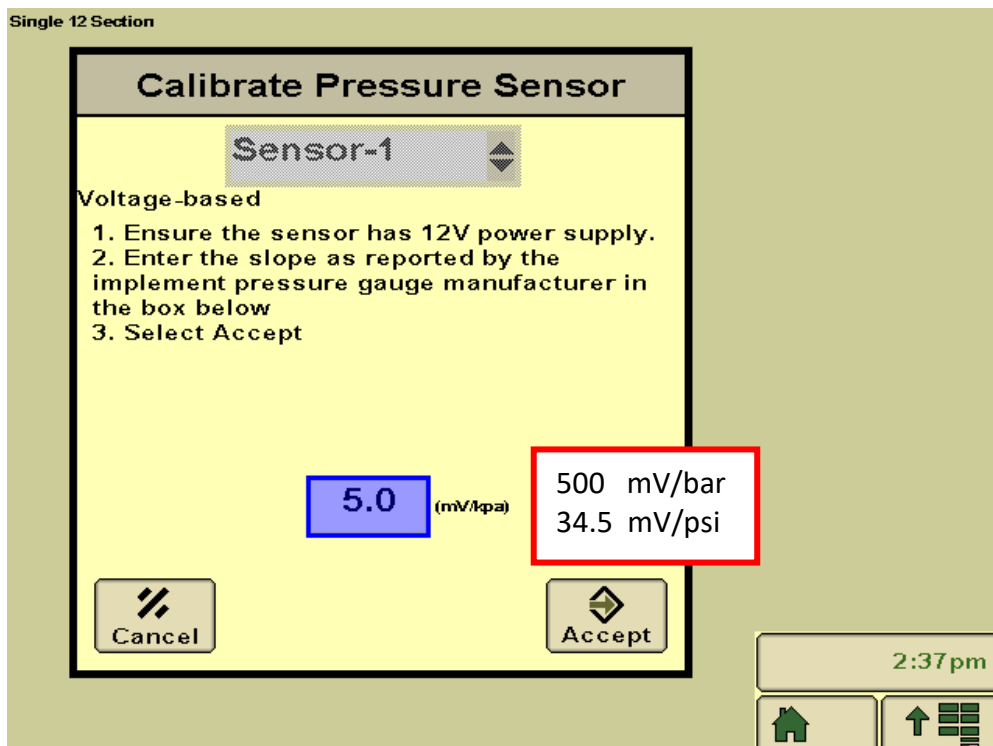 Single 12 Section
Calibrate Pressure Sensor
Sensor-1
Voltage-based
1. Ensure the sensor has 12V power supply.
2. Enter the slope as reported by the
implement pressure gauge manufacturer in
the box below
3. Select Accept
5.0 (mV/kpa)
500 mV/bar
34.5 mV/psi
Cancel
Accept
2:37pm